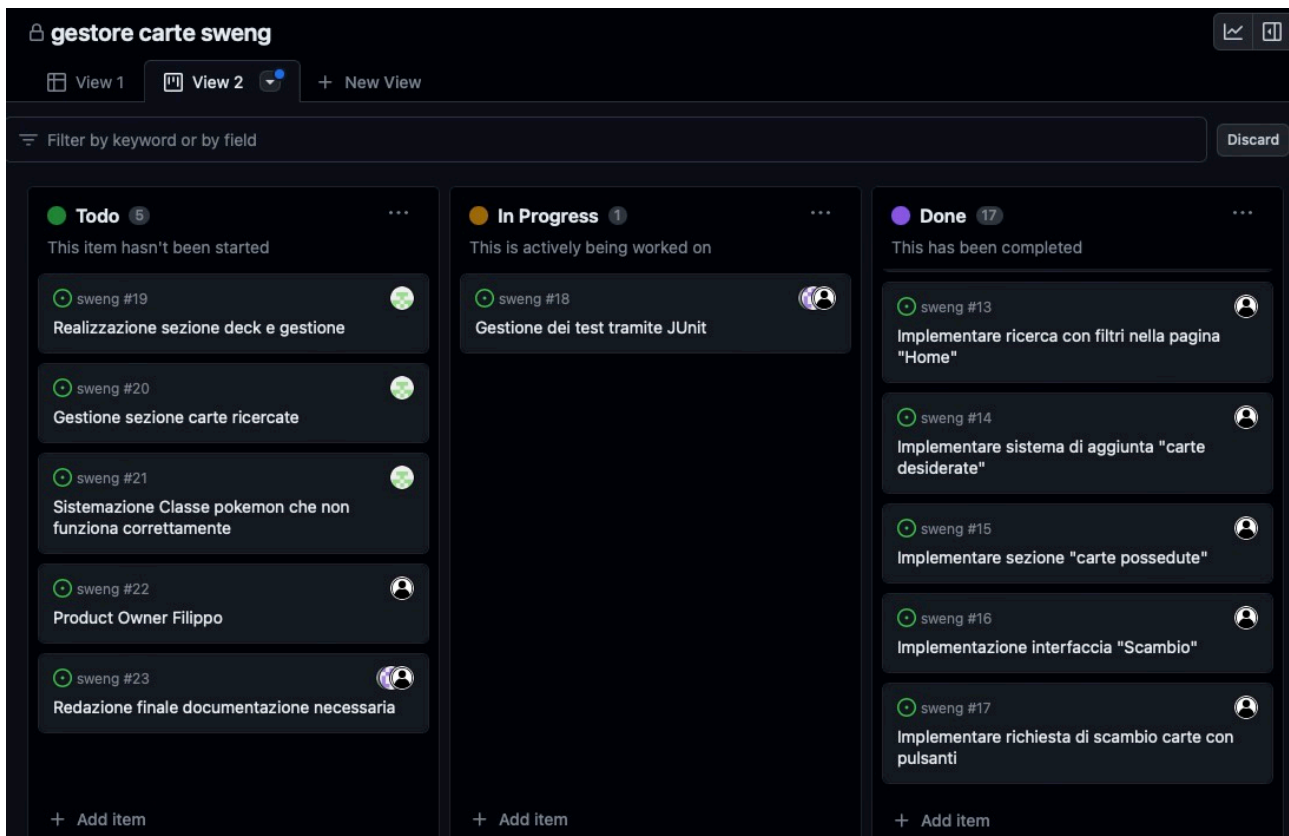 gestore carte sweng
View 1
View 2
+ New View
Filter by keyword or by field
Discard
Todo 5
This item hasn't been started
sweng #19
Realizzazione sezione deck e gestione
sweng #20
Gestione sezione carte ricercate
sweng #21
Sistemazione Classe pokemon che non
funziona correttamente
sweng #22
Product Owner Filippo
sweng #23
Redazione finale documentazione necessaria
+ Add item
In Progress 1
This is actively being worked on
sweng #18
Gestione dei test tramite JUnit
+ Add item
Done 17
This has been completed
sweng #13
Implementare ricerca con filtri nella pagina
"Home"
sweng #14
Implementare sistema di aggiunta "carte
desiderate"
sweng #15
Implementare sezione "carte possedute"
sweng #16
Implementazione interfaccia "Scambio"
sweng #17
Implementare richiesta di scambio carte con
pulsanti
+ Add item